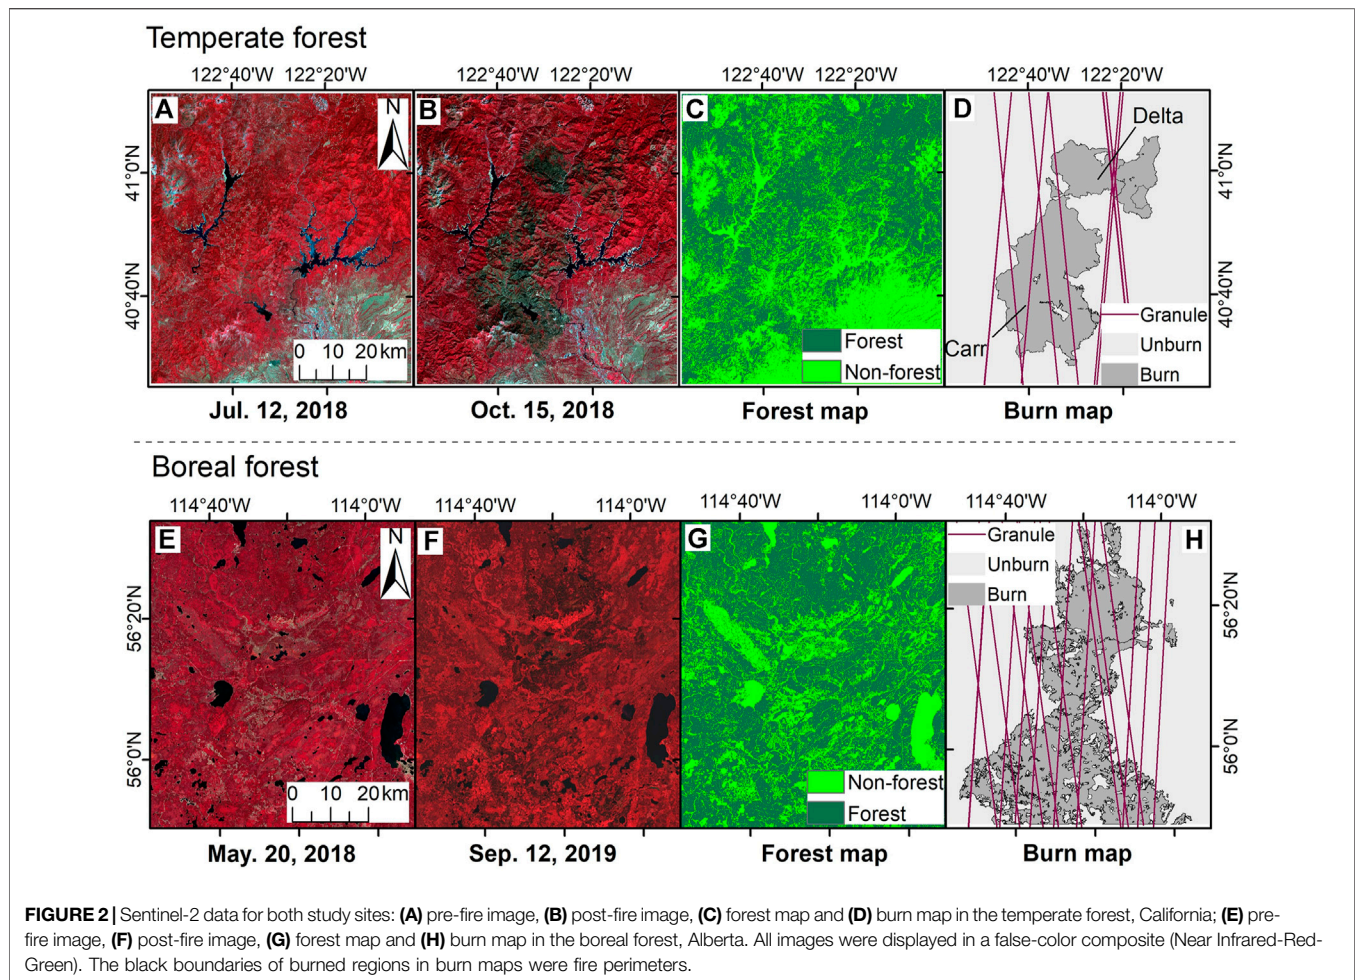 Temperate forest
122°40'W 122°20'W 122°40'W 122°20'W 122°40'W 122°20'W 122°40'W 122°20'W
A N B C D
Delta
41°0'N 41°0'N
40°40'N 40°40'N
Granule
Forest Unburn
Carr
0 10 20 km Non-forest Burn
Jul. 12, 2018 Oct. 15, 2018 Forest map Burn map
Boreal forest
114°40'W 114°0'W 114°40'W 114°0'W 114°40'W 114°0'W 114°40'W 114°0'W
E N F G Granule H
Unburn
Burn
56°20'N 56°20'N
56°0'N 56°0'N
0 10 20 km Non-forest
Forest
May. 20, 2018 Sep. 12, 2019 Forest map Burn map
FIGURE 2 | Sentinel-2 data for both study sites: (A) pre-fire image, (B) post-fire image, (C) forest map and (D) burn map in the temperate forest, California; (E) pre-
fire image, (F) post-fire image, (G) forest map and (H) burn map in the boreal forest, Alberta. All images were displayed in a false-color composite (Near Infrared-Red-
Green). The black boundaries of burned regions in burn maps were fire perimeters.